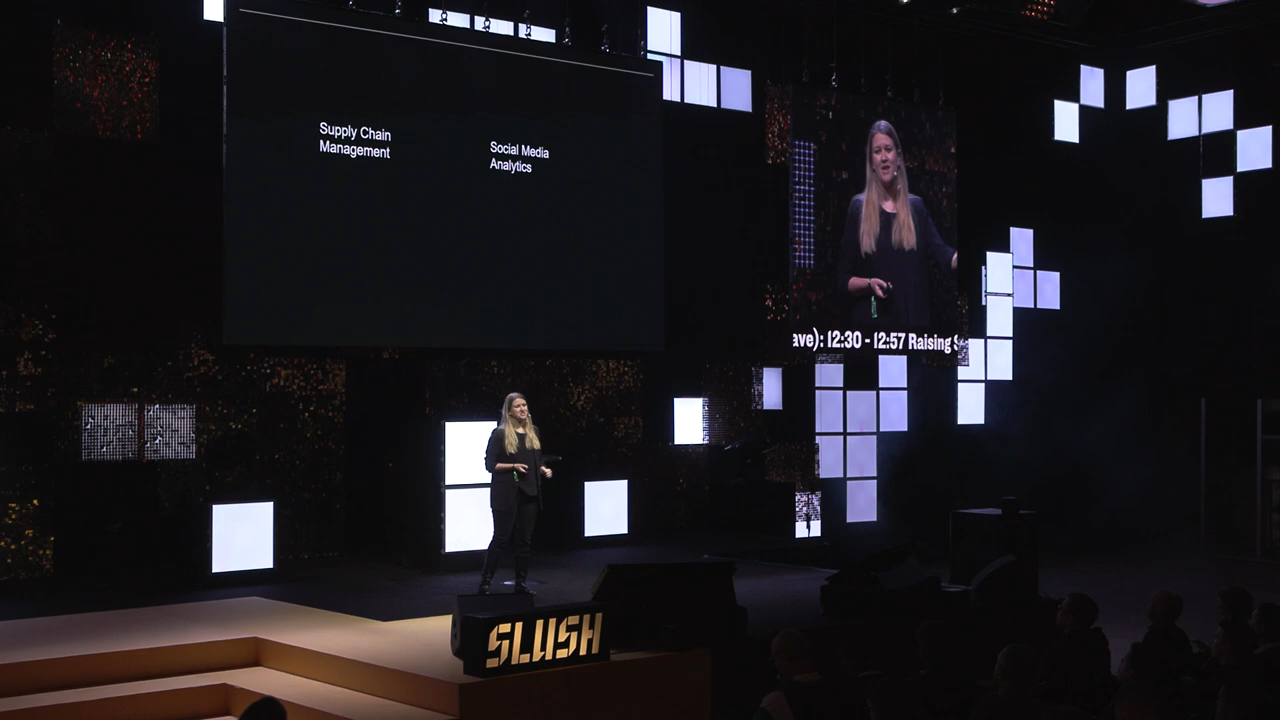 Supply Chain
Management
Social Media
Analytics
ave): 12:30 - 12:57 Raising
SLUSH